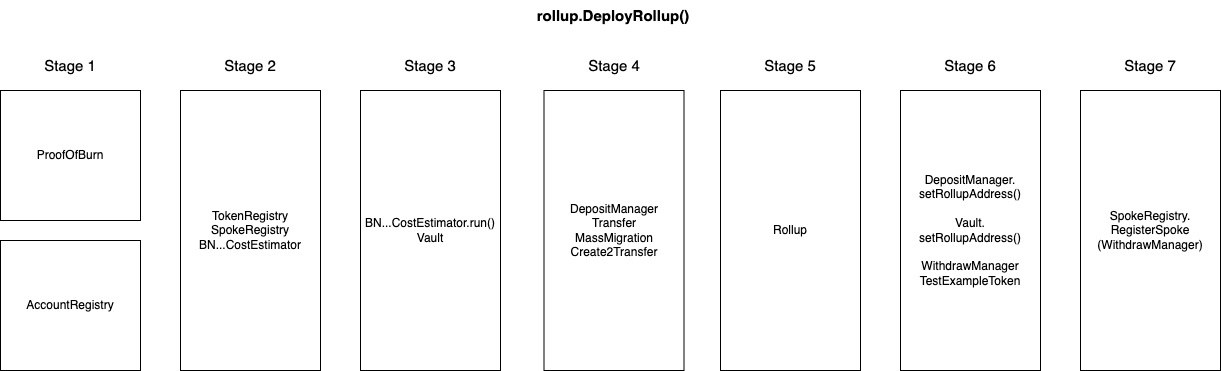 rollup.DeployRollup()
Stage 1
Stage 2
Stage 3
Stage 4
Stage 5
Stage 6
Stage 7
ProofOfBurn
AccountRegistry
TokenRegistry
SpokeRegistry
BN...CostEstimator
BN...CostEstimator.run()
Vault
DepositManager
Transfer
MassMigration
Create2Transfer
Rollup
DepositManager.
setRollupAddress()
Vault.
setRollupAddress()
WithdrawManager
TestExampleToken
SpokeRegistry.
RegisterSpoke
(WithdrawManager)